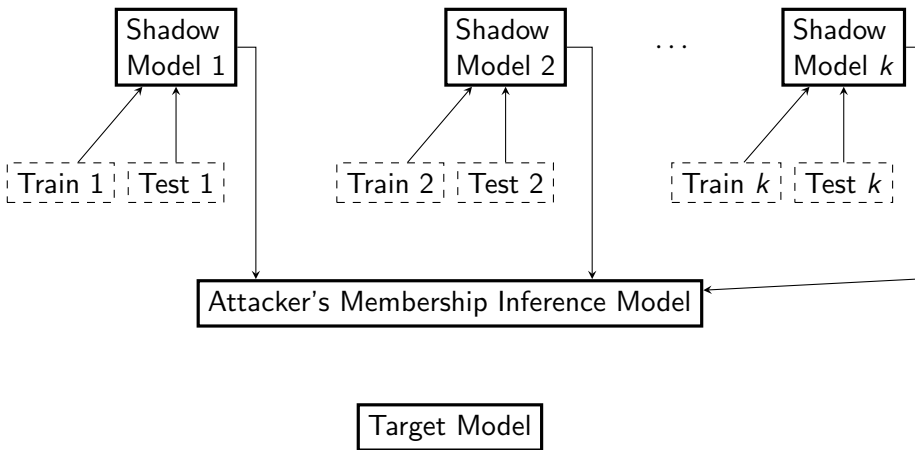 Shadow
Model 1
Shadow
Model 2
...
Shadow
Model k
Train 1
Test 1
Train 2
Test 2
Train k
Test k
Attacker's Membership Inference Model
Target Model